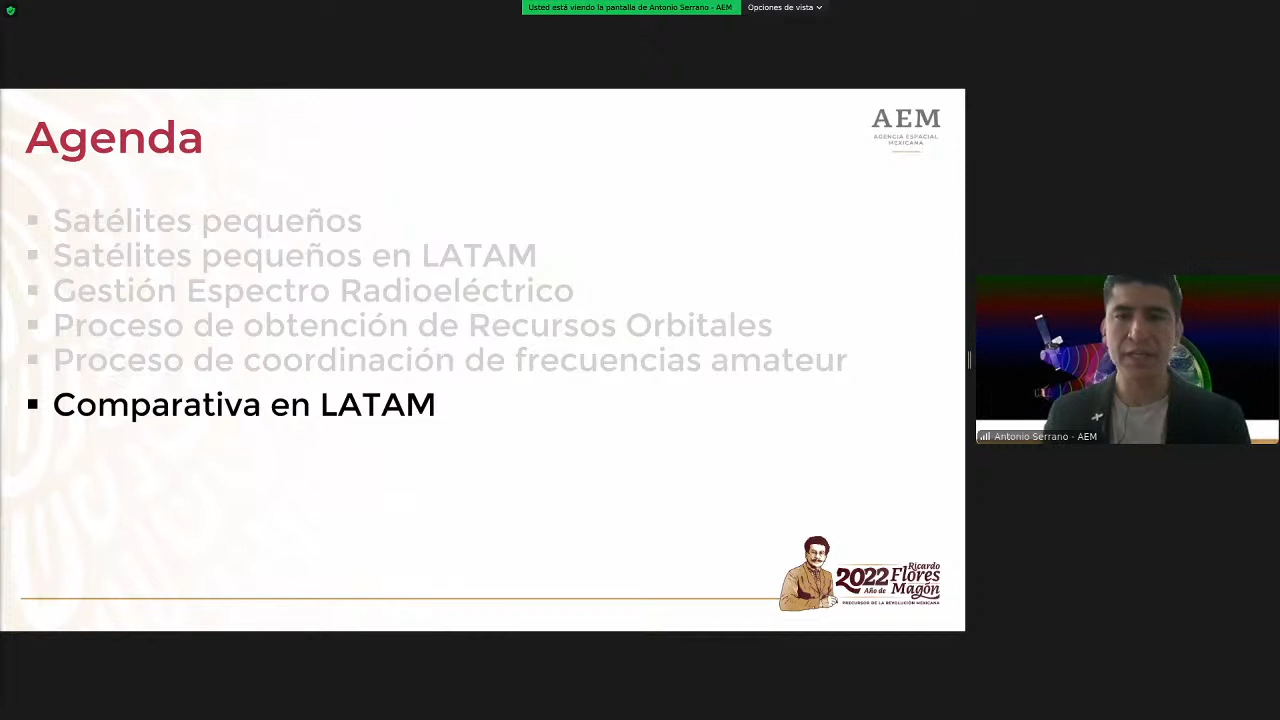 Usted está viendo la pantalla de Antonio Serrano - AEM
Opciones de vista
Agenda
AEM
AGENCIA ESPACIAL
MEXICANA
▪ Satélites pequeños
▪ Satélites pequeños en LATAM
▪ Gestión Espectro Radioeléctrico
▪ Proceso de obtención de Recursos Orbitales
▪ Proceso de coordinación de frecuencias amateur
▪ Comparativa en LATAM
Antonio Serrano - AEM
2022 Ricardo
Año de Flores
Magón
PRECURSOR DE LA REVOLUCIÓN MEXICANA